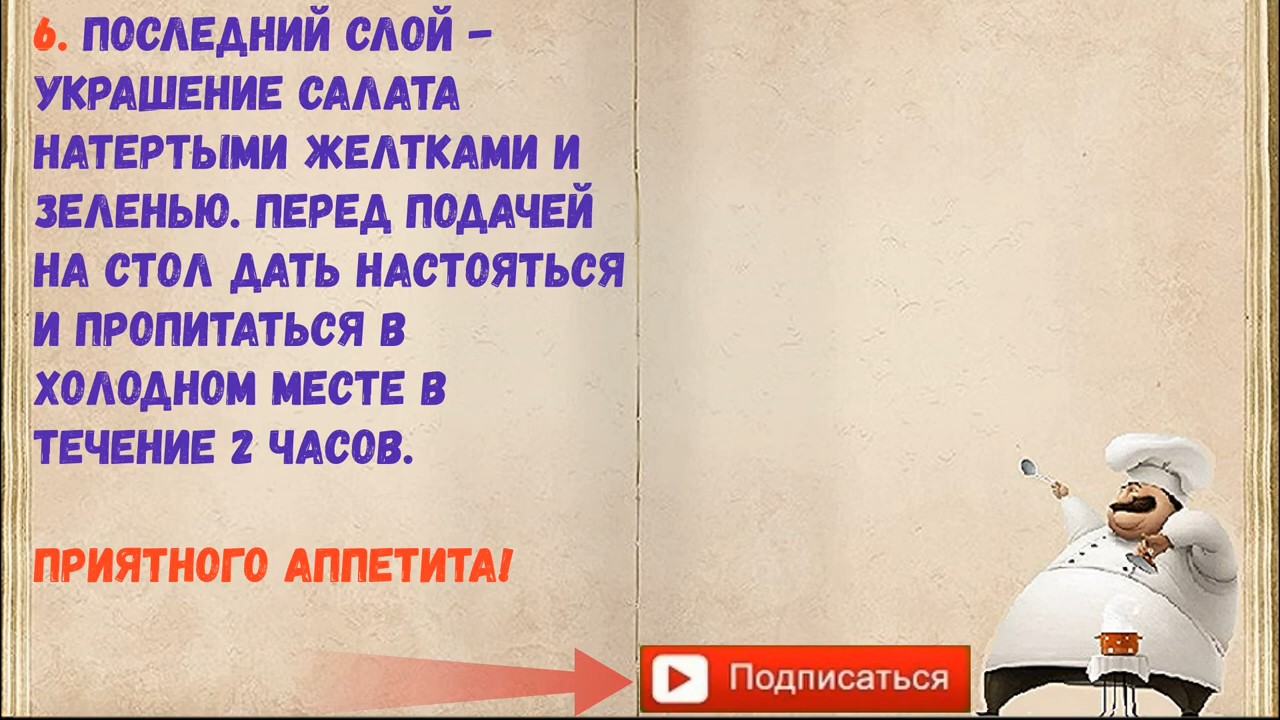 6. ПОСЛЕДНИЙ СЛОЙ –
УКРАШЕНИЕ САЛАТА
НАТЕРТЫМИ ЖЕЛТКАМИ И
ЗЕЛЕНЬЮ. ПЕРЕД ПОДАЧЕЙ
НА СТОЛ ДАТЬ НАСТОЯТЬСЯ
И ПРОПИТАТЬСЯ В
ХОЛОДНОМ МЕСТЕ В
ТЕЧЕНИЕ 2 ЧАСОВ.
ПРИЯТНОГО АППЕТИТА!
Подписаться